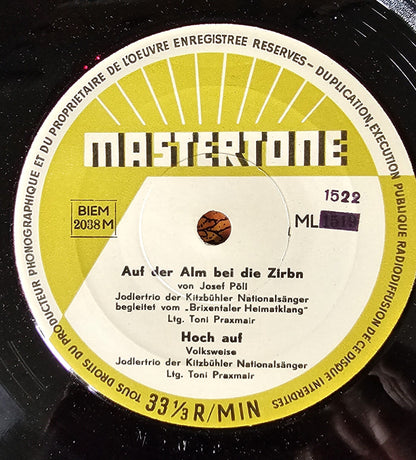 TOUS DROITS DU PRODUCTEUR PHONOGRAPHIQUE ET DU PROPRIETAIRE DE L'OEUVRE ENREGISTREE RESERVES - DUPLICATION, EXECUTION PUBLIQUE RADIODIFFUSION DE CE DISQUE INTERDITES
MASTERTONE
BIEM
2038 M
1522
ML 1519
Auf der Alm bei die Zirbn
von Josef Pöll
Jodlertrio der Kitzbühler Nationalsänger
begleitet vom „Brixentaler Heimatklang"
Ltg. Toni Praxmair
Hoch auf
Volksweise
Jodlertrio der Kitzbühler Nationalsänger
Ltg. Toni Praxmair
33⅓ R/MIN